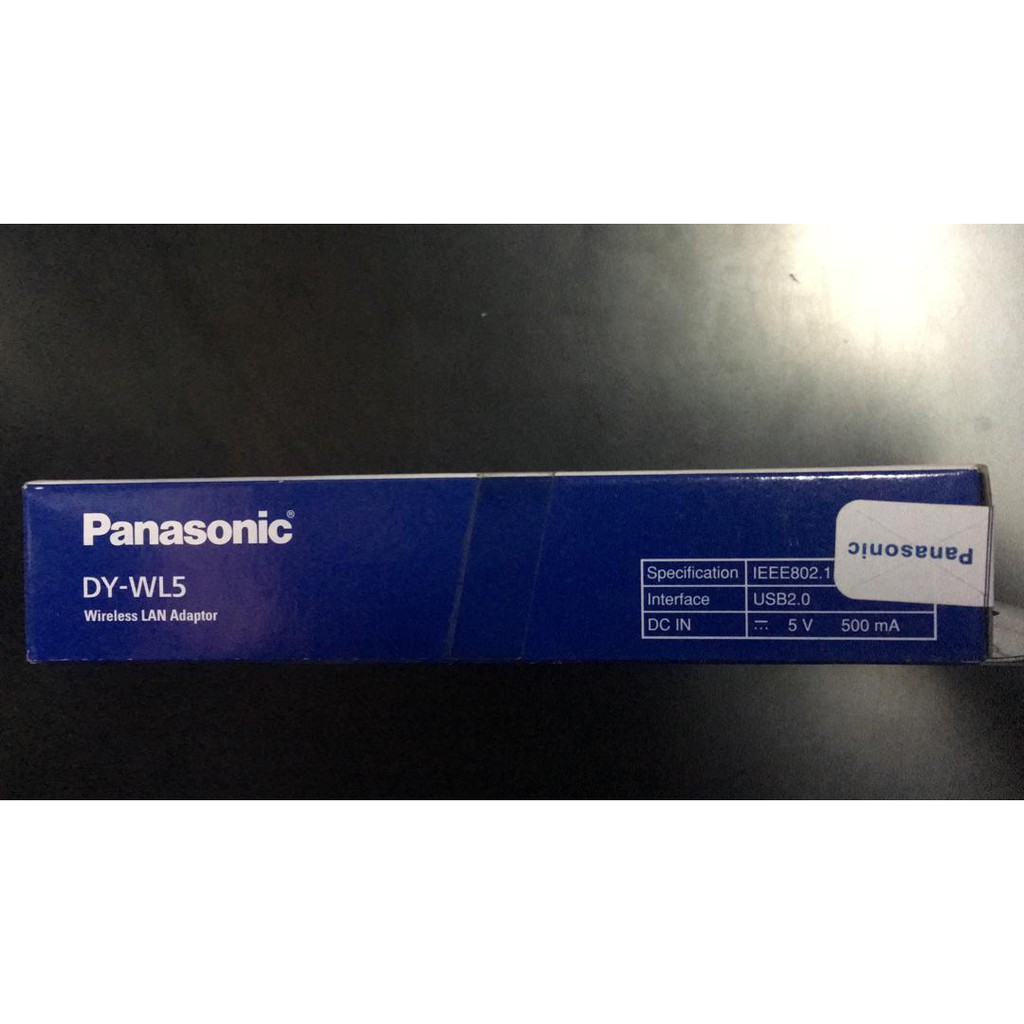 Panasonic®
DY-WL5
Wireless LAN Adaptor
Specification IEEE802.1
Interface USB2.0
DC IN ⎓ 5 V 500 mA
Panasonic